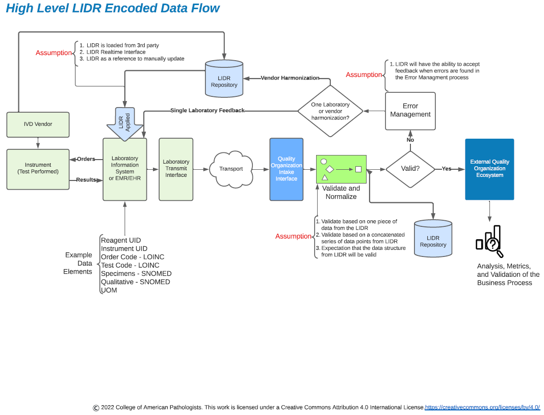 High Level LIDR Encoded Data Flow
Assumption
1. LIDR is loaded from 3rd party
2. LIDR Realtime Interface
3. LIDR as a reference to manually update
LIDR
Repository
Vendor Harmonization
Assumption
1. LIDR will have the ability to accept
feedback when errors are found in
the Error Managment process
IVD Vendor
LIDR
Applied
Single Laboratory Feedback
One Laboratory
or vendor
harmonization?
Error
Management
No
Instrument
(Test Performed)
Orders
Results
Laboratory
Information
System
or EMR/EHR
Laboratory
Transmit
Interface
Transport
Quality
Organization
Intake
Interface
Validate and
Normalize
Valid?
Yes
External Quality
Organization
Ecosystem
Assumption
1. Validate based on one piece of
data from the LIDR
2. Validate based on a concatenated
series of data points from LIDR
3. Expectation that the data structure
from LIDR will be valid
LIDR
Repository
Analysis, Metrics,
and Validation of the
Business Process
Example
Data
Elements
Reagent UID
Instrument UID
Order Code - LOINC
Test Code - LOINC
Specimens - SNOMED
Qualitative - SNOMED
UOM
© 2022 College of American Pathologists. This work is licensed under a Creative Commons Attribution 4.0 International License https://creativecommons.org/licenses/by/4.0/